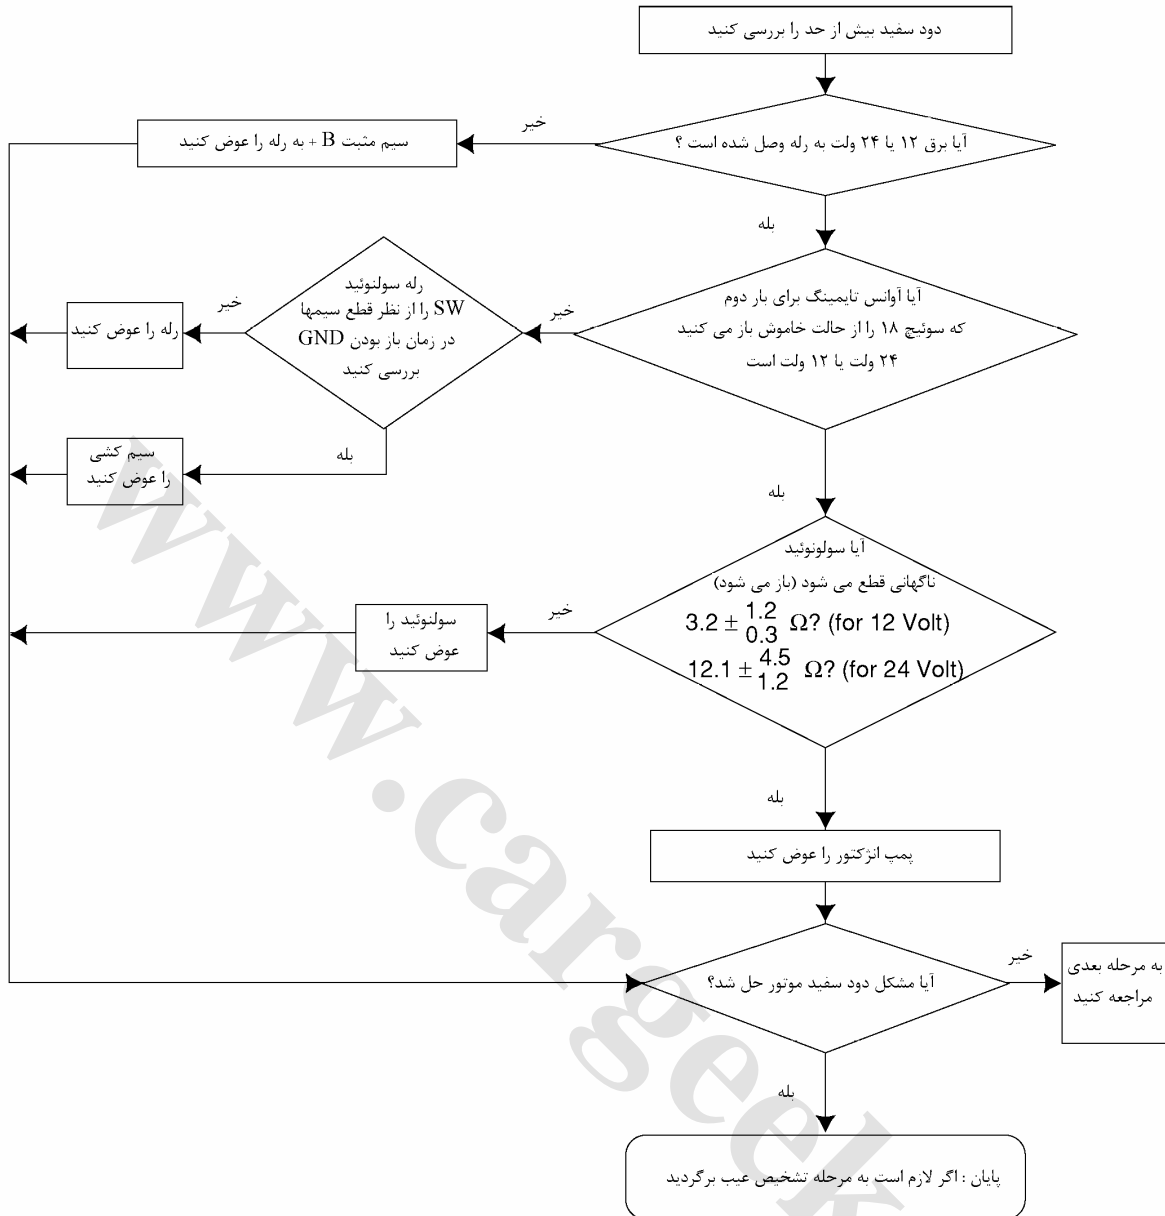 دود سفید بیش از حد را بررسی کنید
آیا برق ۱۲ یا ۲۴ ولت به رله وصل شده است ؟
خیر
سیم مثبت B + به رله را عوض کنید
بله
آیا آوانس تایمینگ برای بار دوم
که سوئیچ ۱۸ را از حالت خاموش باز می کنید
۲۴ ولت یا ۱۲ ولت است
خیر
رله سولنوئید
SW را از نظر قطع سیمها
در زمان باز بودن GND
بررسی کنید
خیر
رله را عوض کنید
بله
سیم کشی
را عوض کنید
بله
آیا سولونوئید
ناگهانی قطع می شود (باز می شود)
3.2 ± 1.2 0.3 Ω? (for 12 Volt)
12.1 ± 4.5 1.2 Ω? (for 24 Volt)
خیر
سولنوئید را
عوض کنید
بله
پمپ انژکتور را عوض کنید
آیا مشکل دود سفید موتور حل شد؟
خیر
به مرحله بعدی
مراجعه کنید
بله
پایان : اگر لازم است به مرحله تشخیص عیب برگردید
www.cargeek